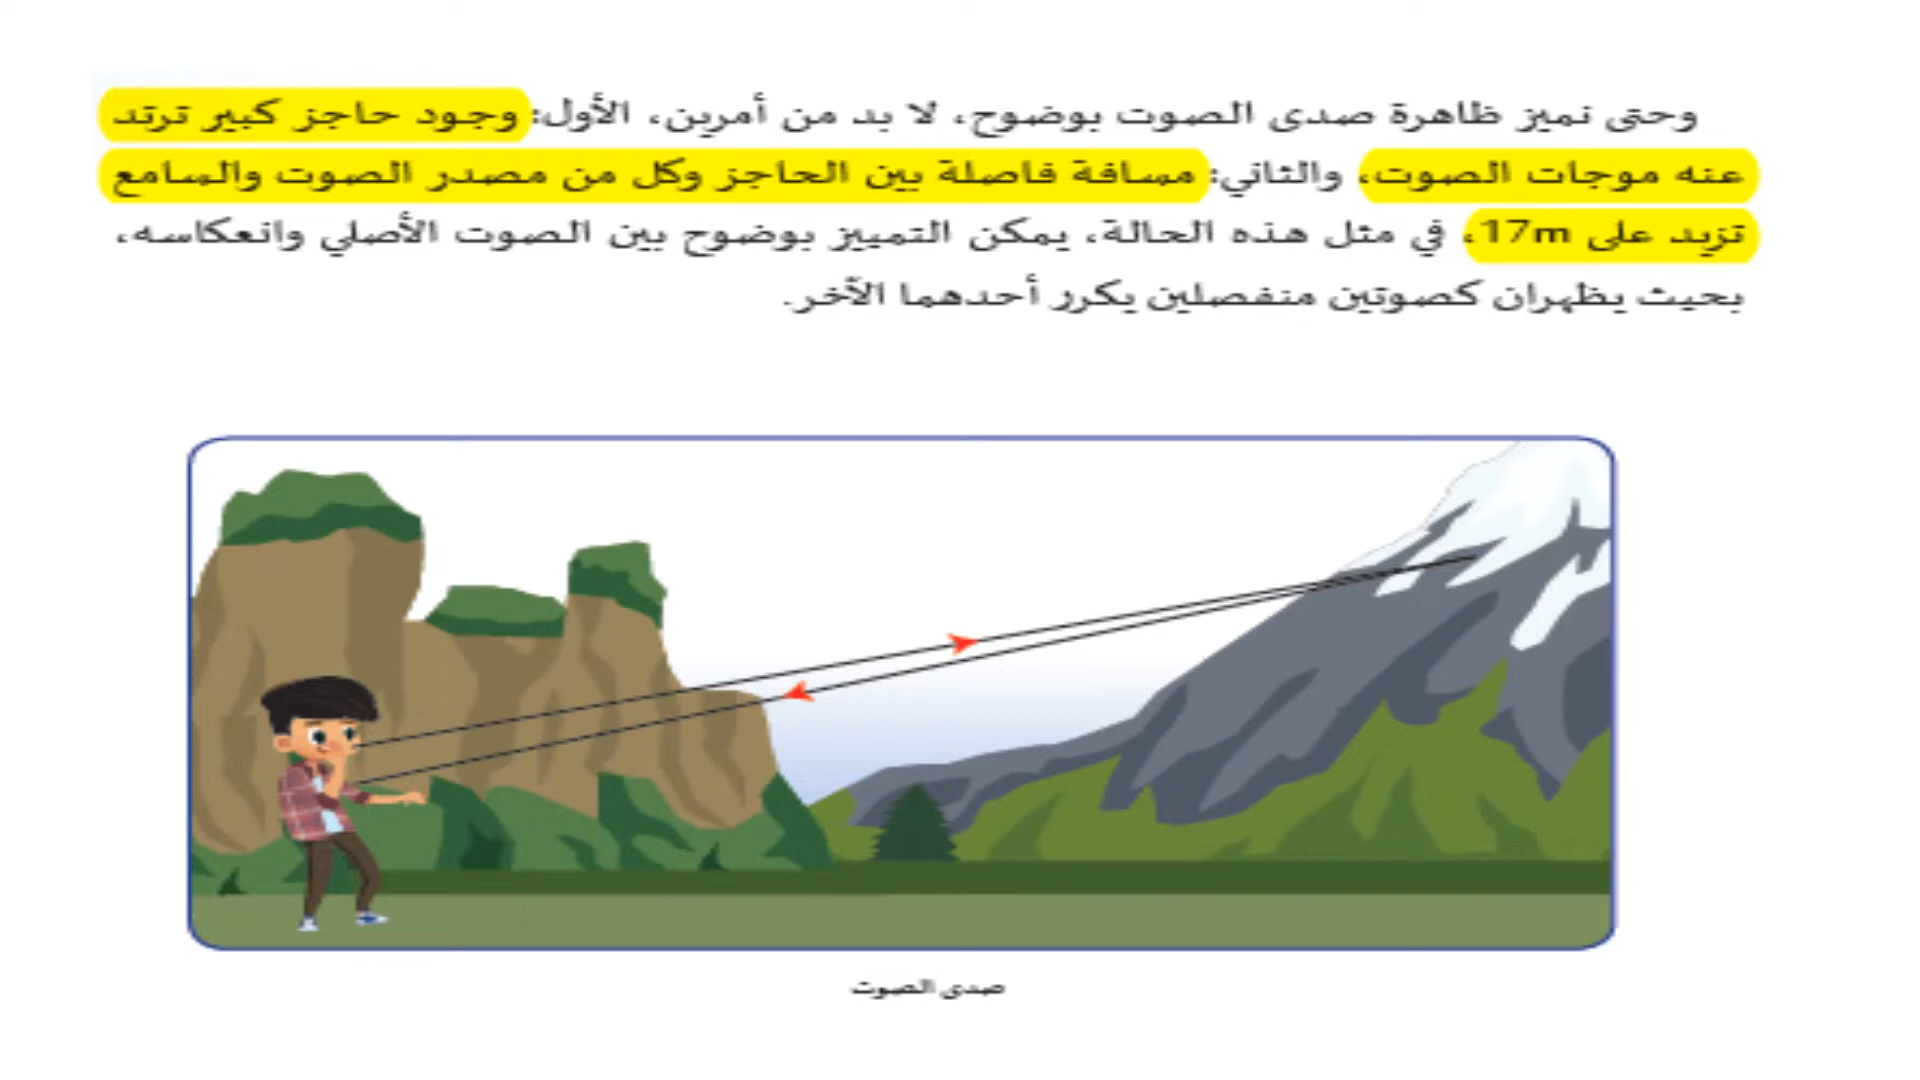 وحتى نميز ظاهرة صدى الصوت بوضوح، لا بد من أمرين، الأول: وجود حاجز كبير ترتد
عنه موجات الصوت، والثاني: مسافة فاصلة بين الحاجز وكل من مصدر الصوت والسامع
تزيد على 17m، في مثل هذه الحالة، يمكن التمييز بوضوح بين الصوت الأصلي وانعكاسه،
بحيث يظهران كصوتين منفصلين يكرر أحدهما الآخر.
صدى الصوت